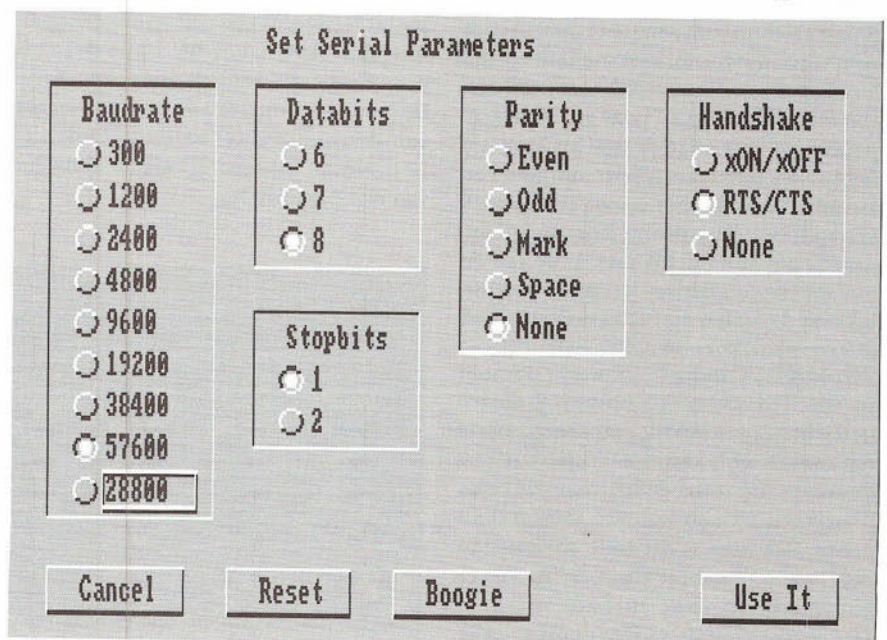 Set Serial Parameters
Baudrate
300
1200
2400
4800
9600
19200
38400
57600
28800
Databits
6
7
8
Stopbits
1
2
Parity
Even
Odd
Mark
Space
None
Handshake
xON/xOFF
RTS/CTS
None
Cancel
Reset
Boogie
Use It